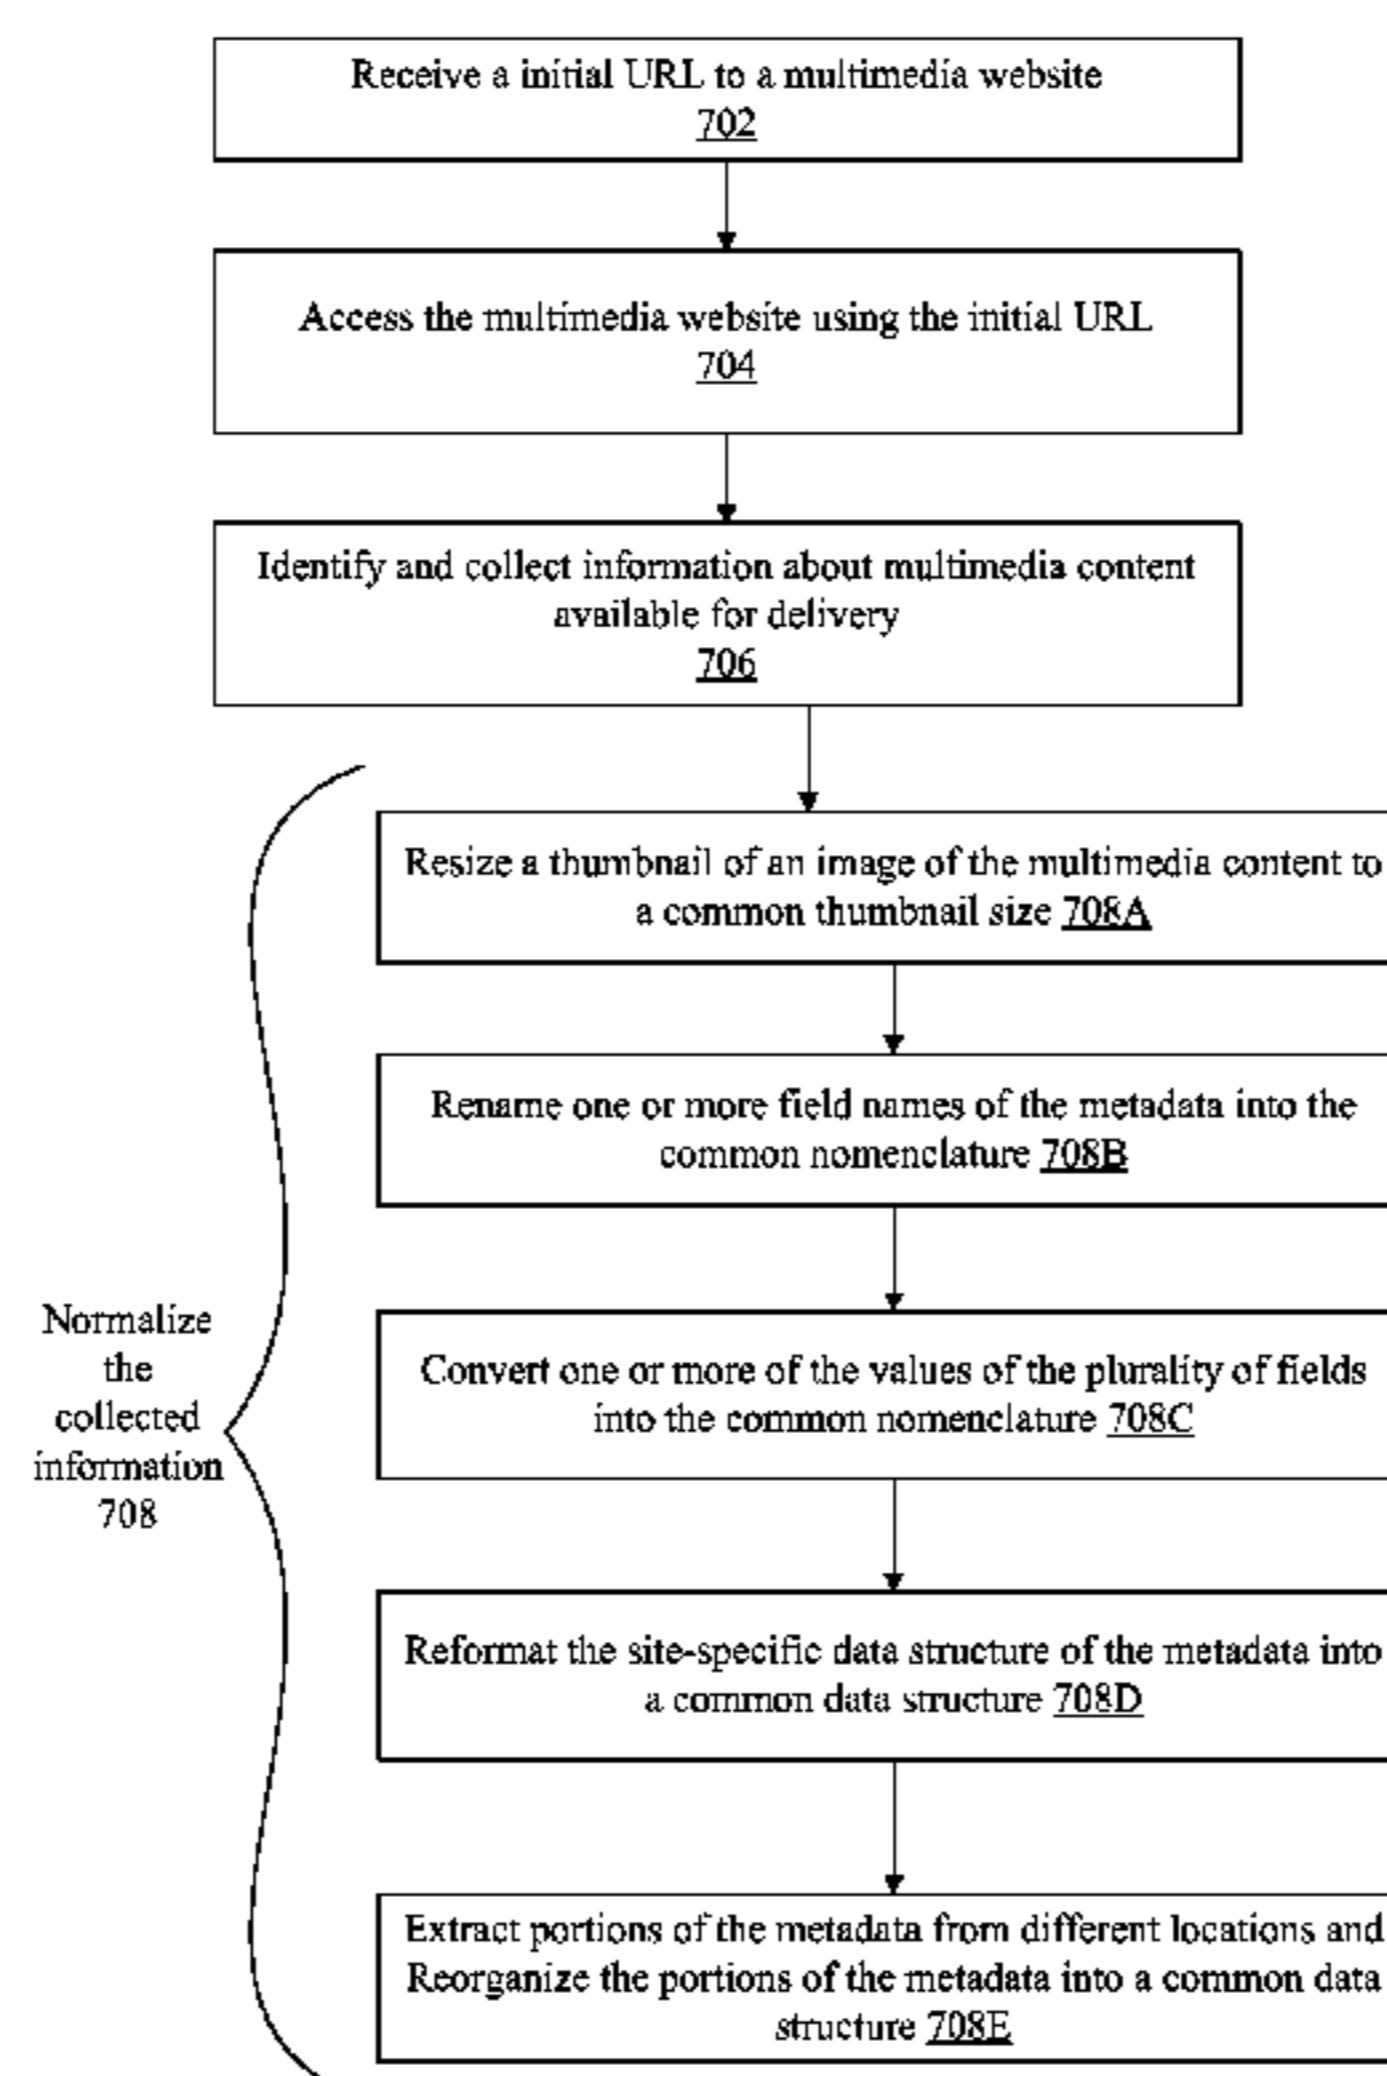 Receive a initial URL to a multimedia website
702
Access the multimedia website using the initial URL
704
Identify and collect information about multimedia content
available for delivery
706
Resize a thumbnail of an image of the multimedia content to
a common thumbnail size 708A
Rename one or more field names of the metadata into the
common nomenclature 708B
Convert one or more of the values of the plurality of fields
into the common nomenclature 708C
Normalize
the
collected
information
708
Reformat the site-specific data structure of the metadata into
a common data structure 708D
Extract portions of the metadata from different locations and
Reorganize the portions of the metadata into a common data
structure 708E